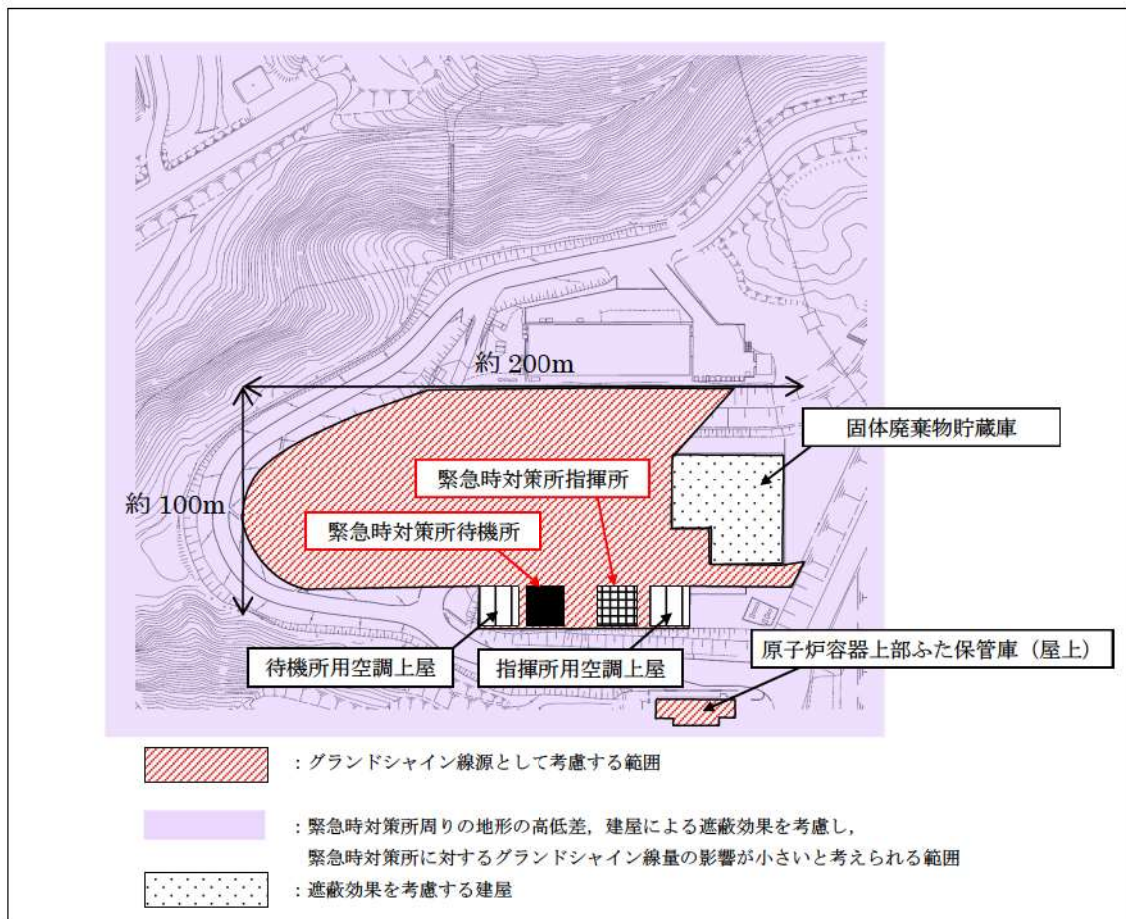 約 200m
固体廃棄物貯蔵庫
緊急時対策所指揮所
約 100m
緊急時対策所待機所
待機所用空調上屋
指揮所用空調上屋
原子炉容器上部ふた保管庫（屋上）
：グランドシャイン線源として考慮する範囲
：緊急時対策所周りの地形の高低差，建屋による遮蔽効果を考慮し，
緊急時対策所に対するグランドシャイン線量の影響が小さいと考えられる範囲
：遮蔽効果を考慮する建屋